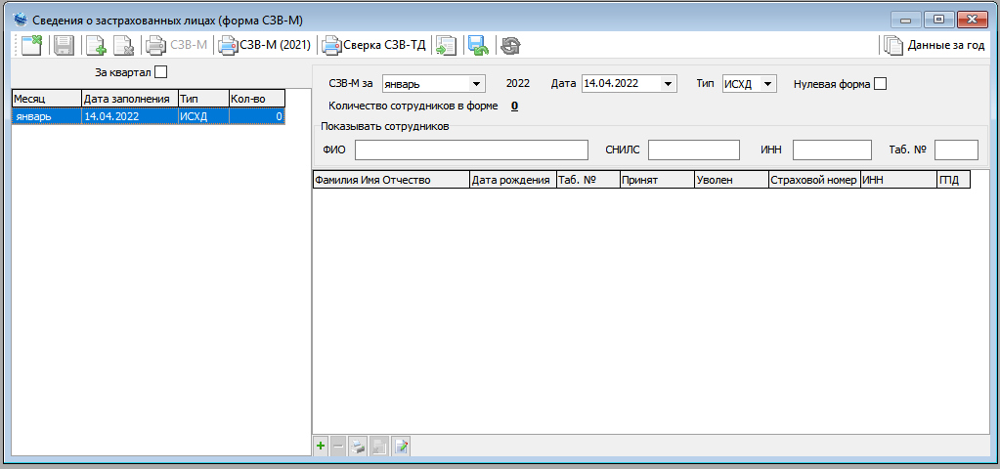 Сведения о застрахованных лицах (форма СЗВ-М)
СЗВ-М СЗВ-М (2021) Сверка СЗВ-ТД Данные за год
За квартал
Месяц Дата заполнения Тип Кол-во
январь 14.04.2022 ИСХД 0
СЗВ-М за январь 2022 Дата 14.04.2022 Тип ИСХД Нулевая форма
Количество сотрудников в форме 0
Показывать сотрудников
ФИО СНИЛС ИНН Таб. №
Фамилия Имя Отчество Дата рождения Таб. № Принят Уволен Страховой номер ИНН ГПД